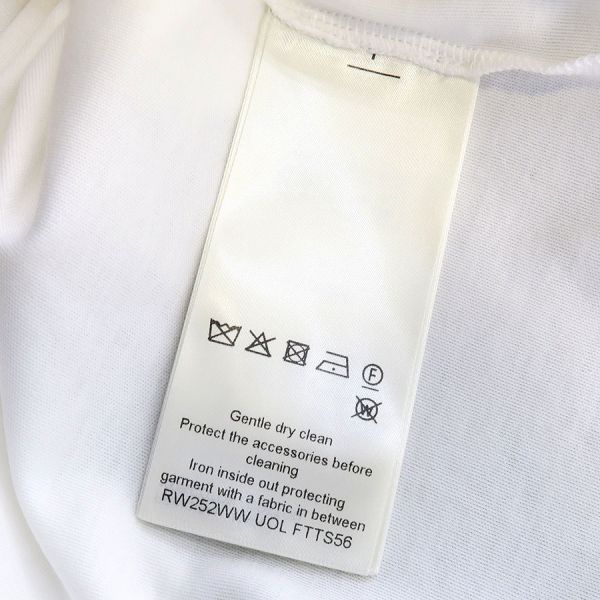 F
W
Gentle dry clean
Protect the accessories before
cleaning
Iron inside out protecting
garment with a fabric in between
RW252WW UOL FTTS56